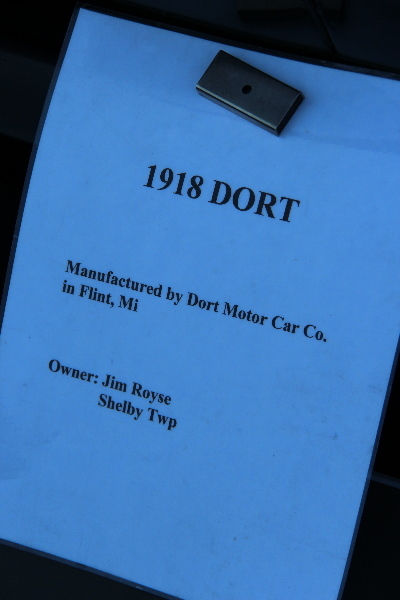 1918 DORT
Manufactured by Dort Motor Car Co.
in Flint, Mi
Owner: Jim Royse
Shelby Twp